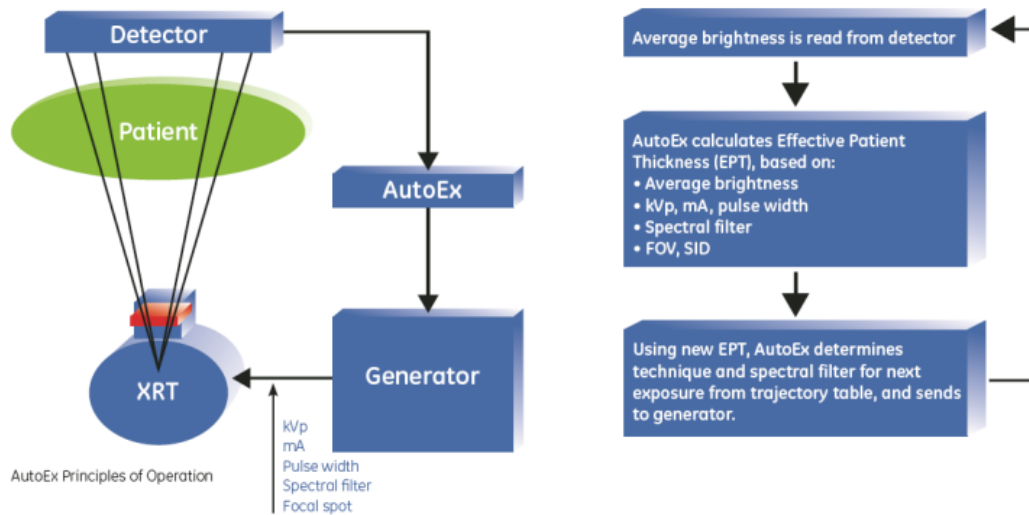 Detector
Patient
AutoEx
Generator
XRT
kVp
mA
Pulse width
Spectral filter
Focal spot
AutoEx Principles of Operation
Average brightness is read from detector
AutoEx calculates Effective Patient
Thickness (EPT), based on:
• Average brightness
• kVp, mA, pulse width
• Spectral filter
• FOV, SID
Using new EPT, AutoEx determines
technique and spectral filter for next
exposure from trajectory table, and sends
to generator.